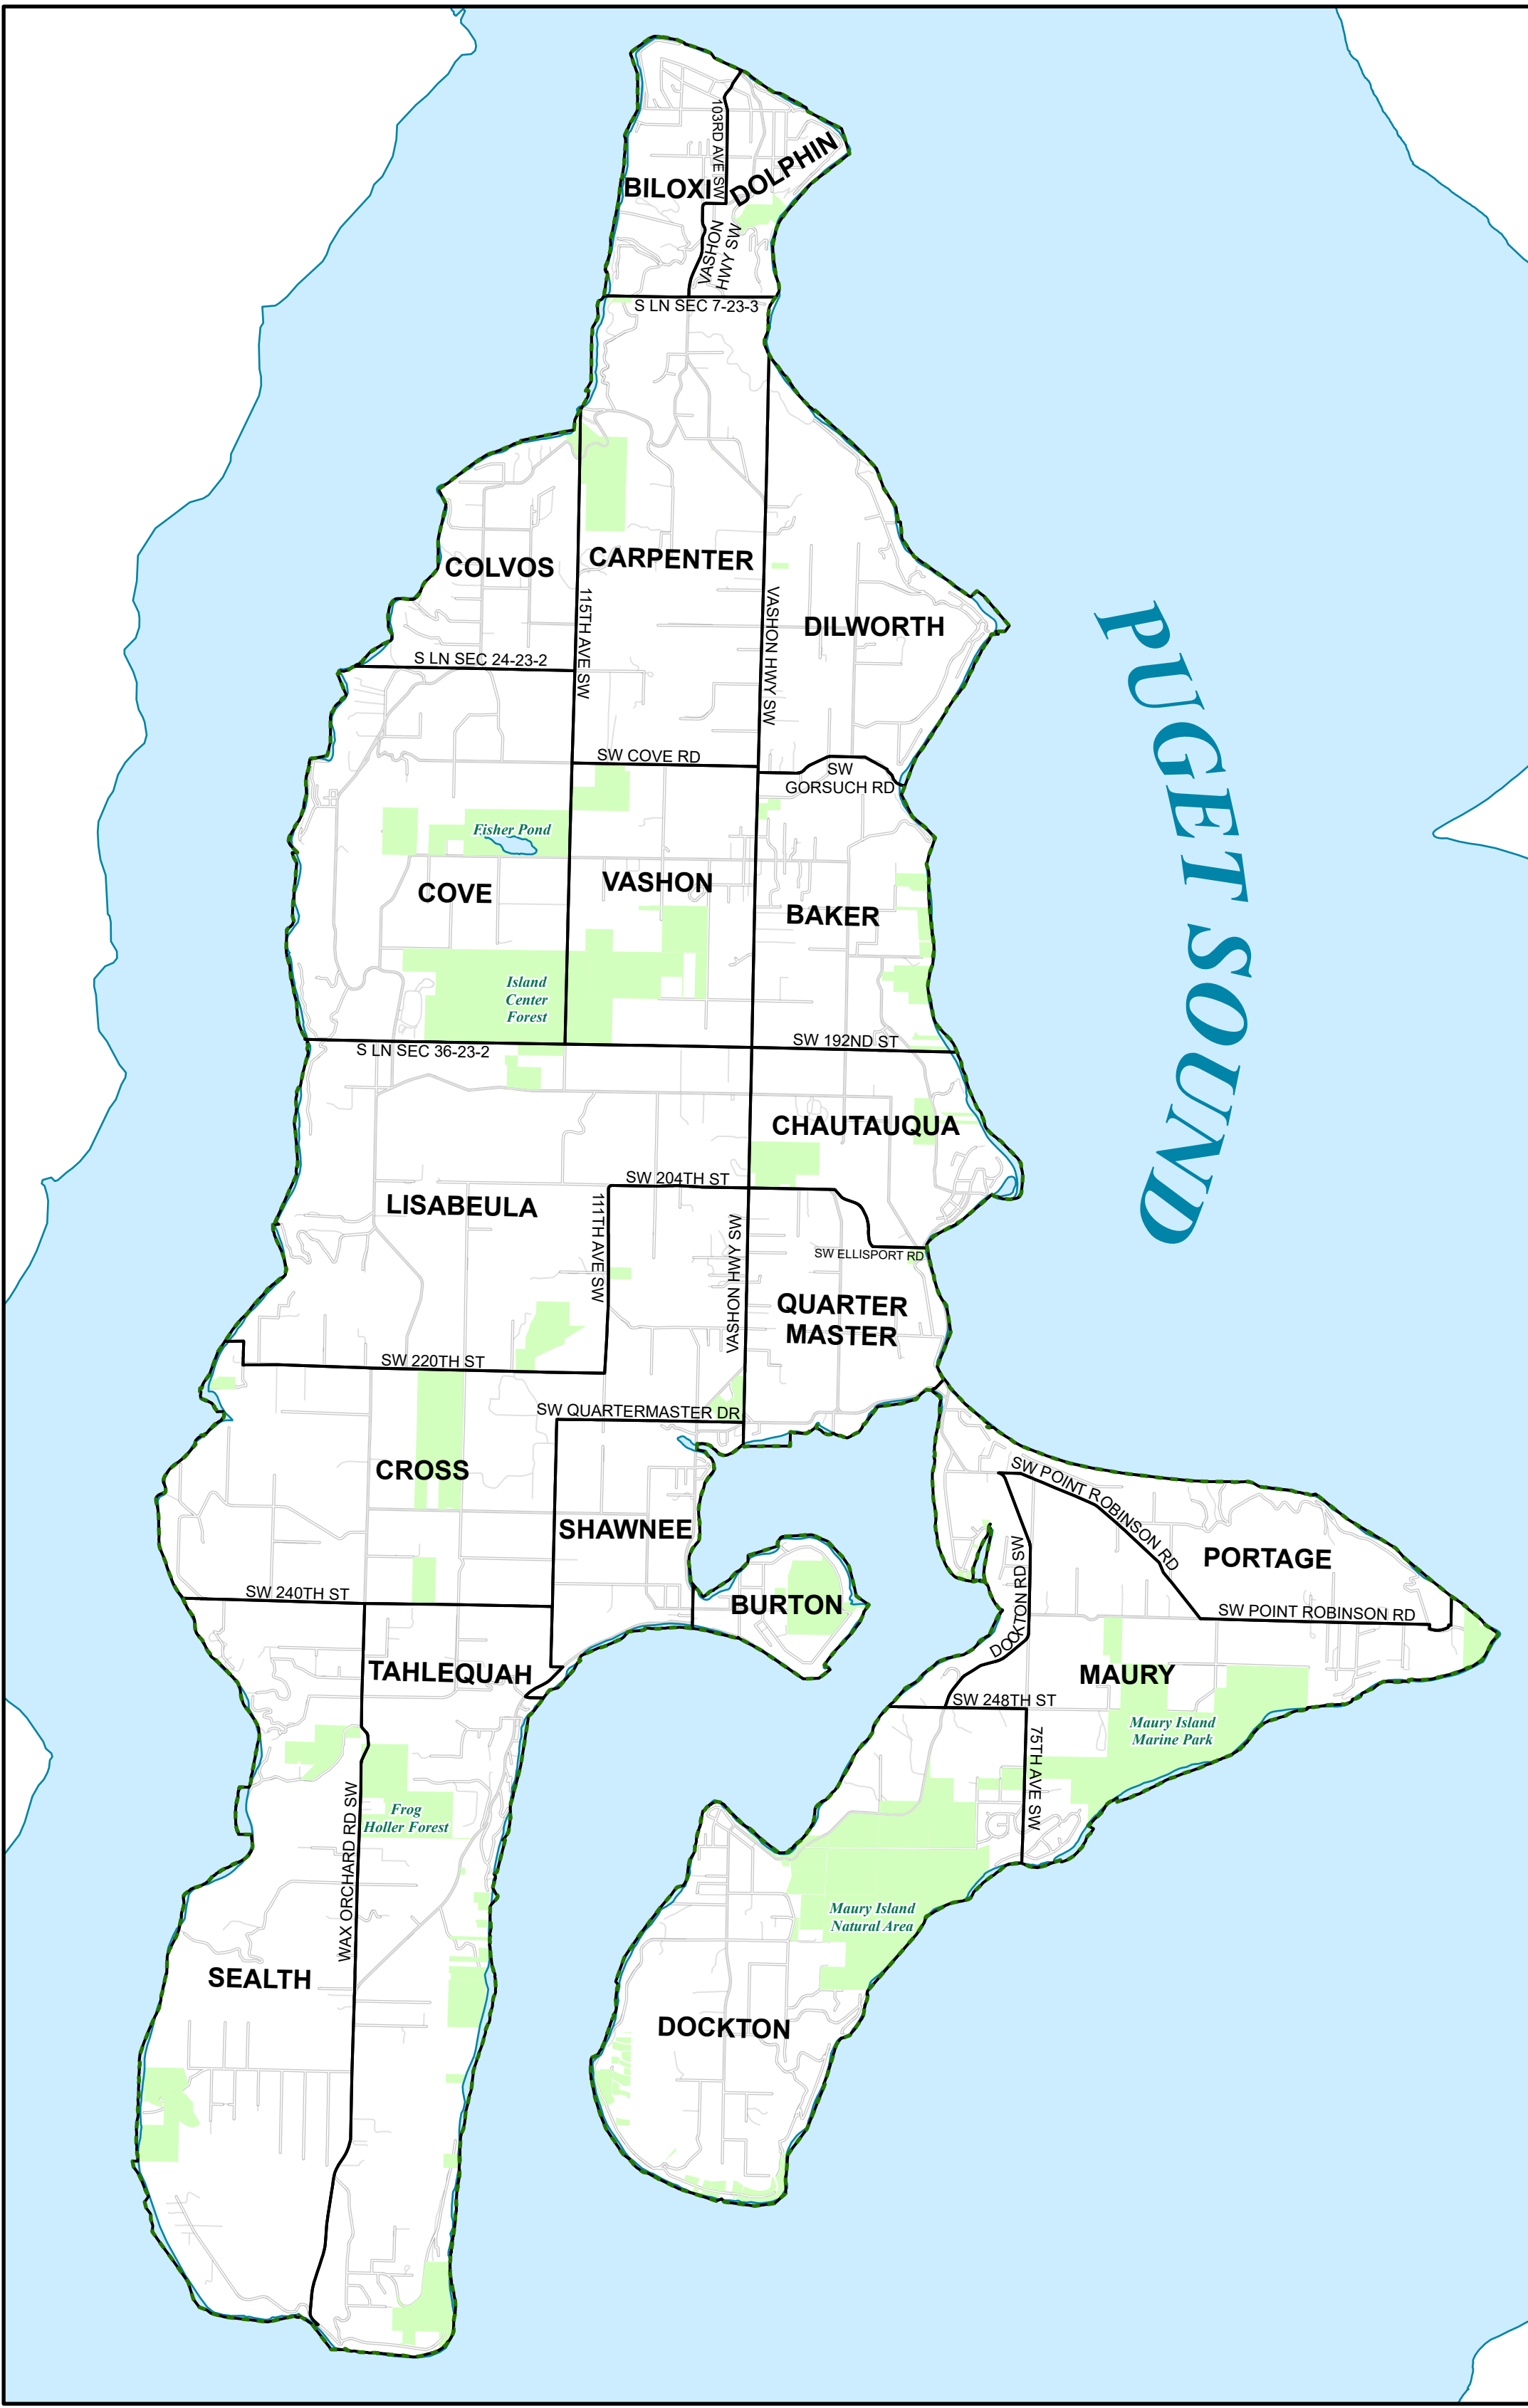 103RD AVE SW
DOLPHIN
BILOXI
VASHON
HWY SW
S LN SEC 7-23-3
COLVOS
CARPENTER
115TH AVE SW
VASHON HWY SW
DILWORTH
PUGET SOUND
S LN SEC 24-23-2
SW COVE RD
SW
GORSUCH RD
Fisher Pond
COVE
VASHON
BAKER
Island
Center
Forest
S LN SEC 36-23-2
SW 192ND ST
CHAUTAUQUA
SW 204TH ST
LISABEULA
111TH AVE SW
VASHON HWY SW
SW ELLISPORT RD
QUARTER
MASTER
SW 220TH ST
SW QUARTERMASTER DR
CROSS
SHAWNEE
SW POINT ROBINSON RD
PORTAGE
DOCKTON RD SW
SW 240TH ST
BURTON
SW POINT ROBINSON RD
TAHLEQUAH
MAURY
SW 248TH ST
Maury Island
Marine Park
75TH AVE SW
Frog
Holler Forest
WAX ORCHARD RD SW
Maury Island
Natural Area
SEALTH
DOCKTON